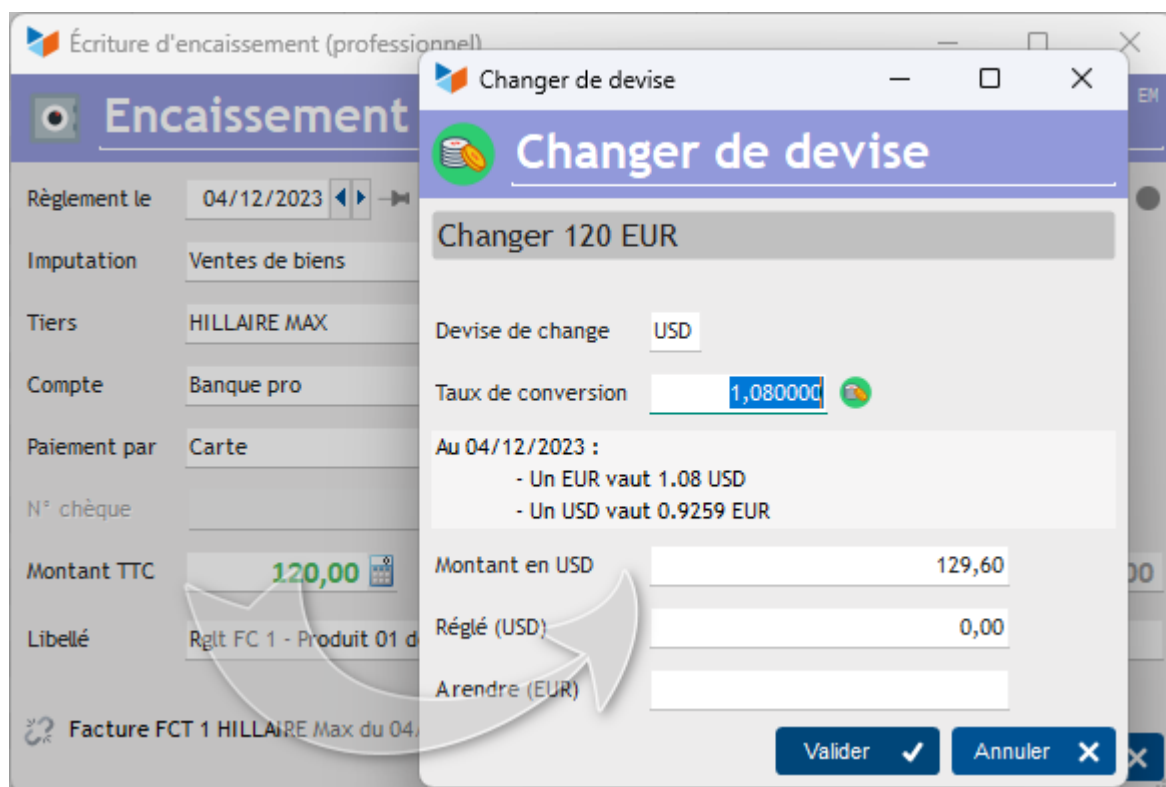 Écriture d'encaissement (professionnel)
Encaissement
EM
Règlement le 04/12/2023
Imputation Ventes de biens
Tiers HILLAIRE MAX
Compte Banque pro
Paiement par Carte
N° chèque
Montant TTC 120,00
00
Libellé Rglt FC 1 - Produit 01 d
Facture FCT 1 HILLAIRE Max du 04
Changer de devise
Changer de devise
Changer 120 EUR
Devise de change USD
Taux de conversion 1,080000
Au 04/12/2023 :
- Un EUR vaut 1.08 USD
- Un USD vaut 0.9259 EUR
Montant en USD 129,60
Réglé (USD) 0,00
A rendre (EUR)
Valider Annuler